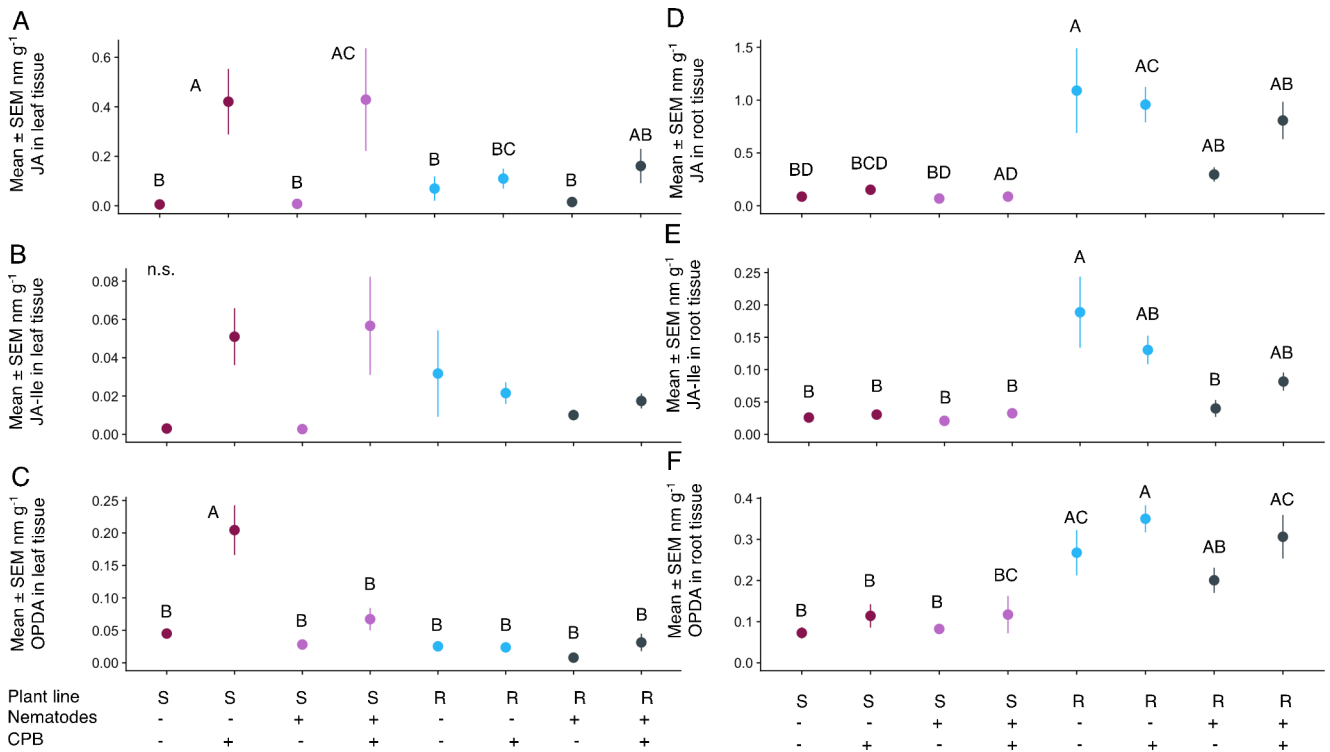 A
Mean ± SEM nm g⁻¹
JA in leaf tissue
0.6
0.4
0.2
0.0
B
A
B
AC
B
BC
B
AB
B
Mean ± SEM nm g⁻¹
JA-Ile in leaf tissue
0.08
0.06
0.04
0.02
0.00
n.s.
C
Mean ± SEM nm g⁻¹
OPDA in leaf tissue
0.25
0.20
0.15
0.10
0.05
0.00
B
A
B
B
B
B
B
B
Plant line S S S S R R R R
Nematodes - - + + - - + +
CPB - + - + - + - +
D
Mean ± SEM nm g⁻¹
JA in root tissue
1.5
1.0
0.5
0.0
BD
BCD
BD
AD
A
AC
AB
AB
E
Mean ± SEM nm g⁻¹
JA-Ile in root tissue
0.25
0.20
0.15
0.10
0.05
0.00
B
B
B
B
A
AB
B
AB
F
Mean ± SEM nm g⁻¹
OPDA in root tissue
0.4
0.3
0.2
0.1
0.0
B
B
B
BC
AC
A
AB
AC
S S S S R R R R
- - + + - - + +
- + - + - + - +